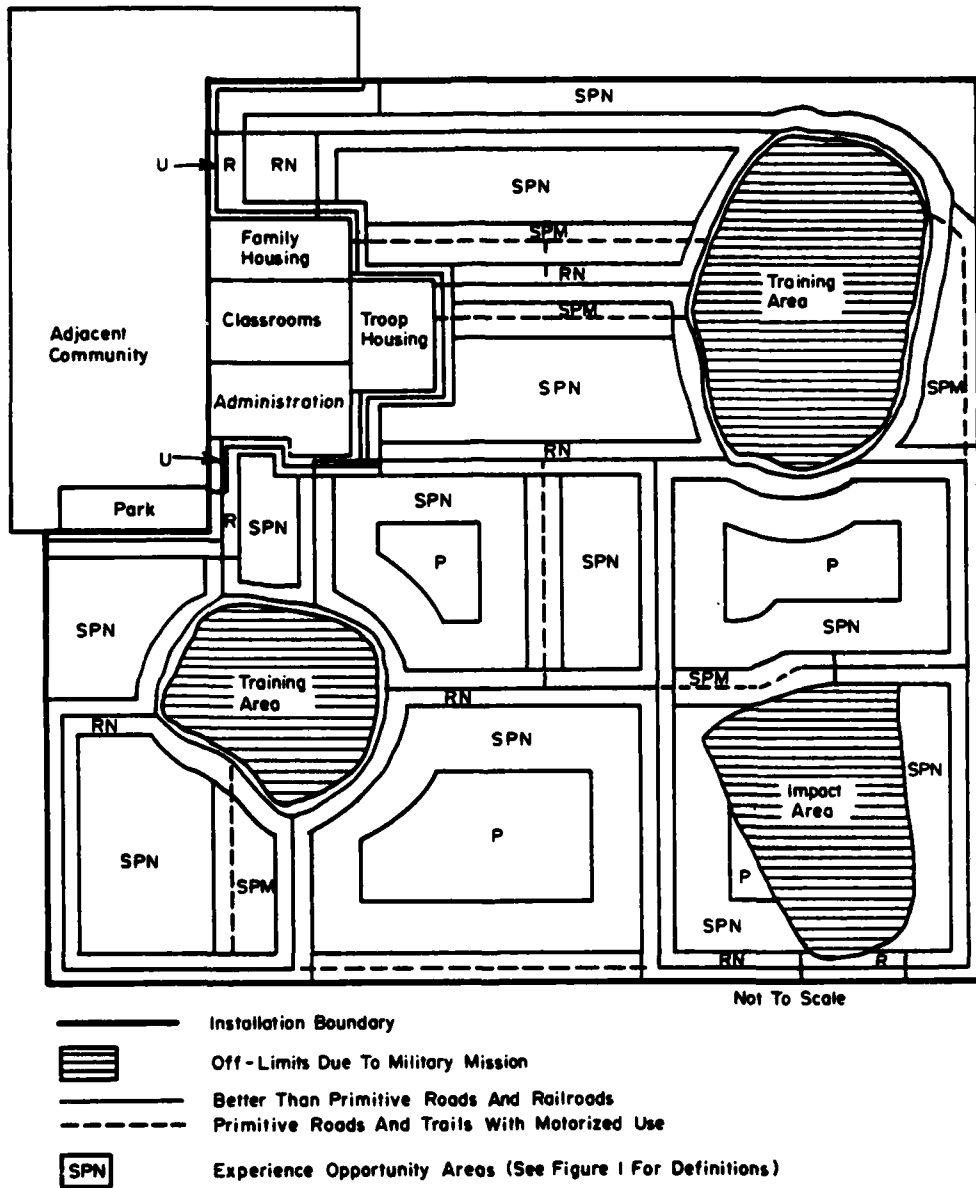 SPN
U
R
RN
SPN
Family
Housing
SPM
RN
Training
Area
Adjacent
Community
Classrooms
Troop
Housing
SPM
SPN
SPM
Administration
U
RN
Park
R
SPN
SPN
P
SPN
P
SPN
SPN
Training
Area
SPM
RN
RN
SPN
SPN
Impact
Area
SPN
P
SPM
P
SPN
RN
R
Not To Scale
Installation Boundary
Off-Limits Due To Military Mission
Better Than Primitive Roads And Railroads
Primitive Roads And Trails With Motorized Use
SPN
Experience Opportunity Areas (See Figure 1 For Definitions)